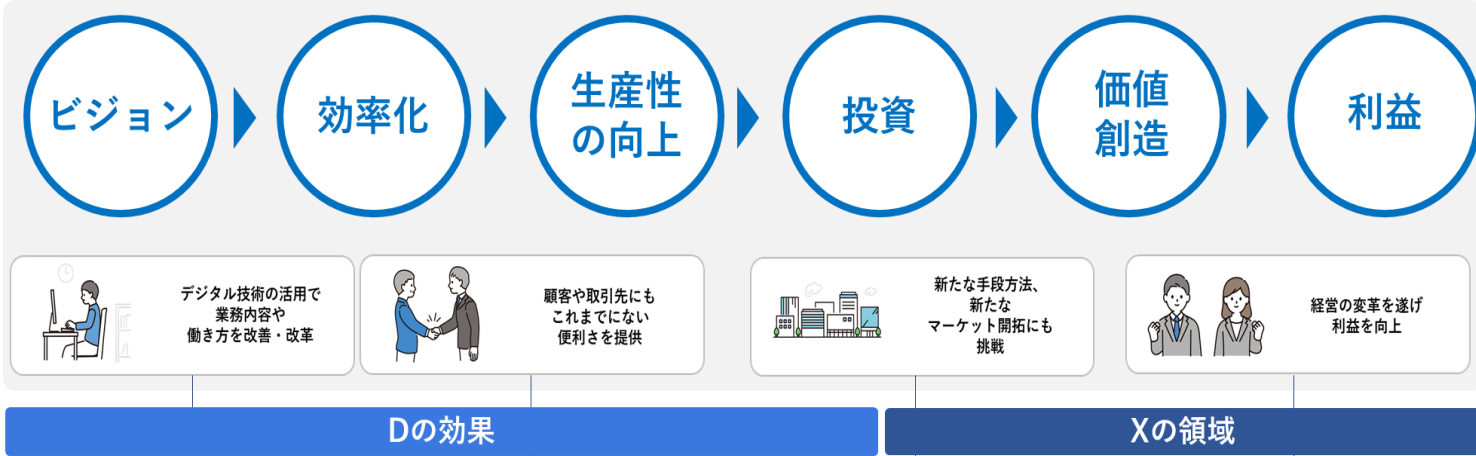 ビジョン
効率化
生産性
の向上
投資
価値
創造
利益
デジタル技術の活用で
業務内容や
働き方を改善・改革
顧客や取引先にも
これまでにない
便利さを提供
新たな手段方法、
新たな
マーケット開拓にも
挑戦
経営の変革を遂げ
利益を向上
Dの効果
Xの領域